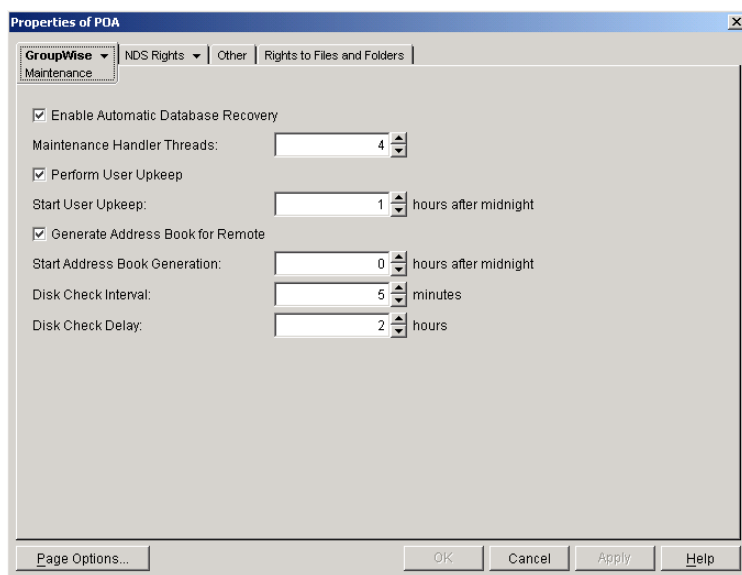 Properties of POA
GroupWise NDS Rights Other Rights to Files and Folders
Maintenance
Enable Automatic Database Recovery
Maintenance Handler Threads: 4
Perform User Upkeep
Start User Upkeep: 1 hours after midnight
Generate Address Book for Remote
Start Address Book Generation: 0 hours after midnight
Disk Check Interval: 5 minutes
Disk Check Delay: 2 hours
Page Options... OK Cancel Apply Help